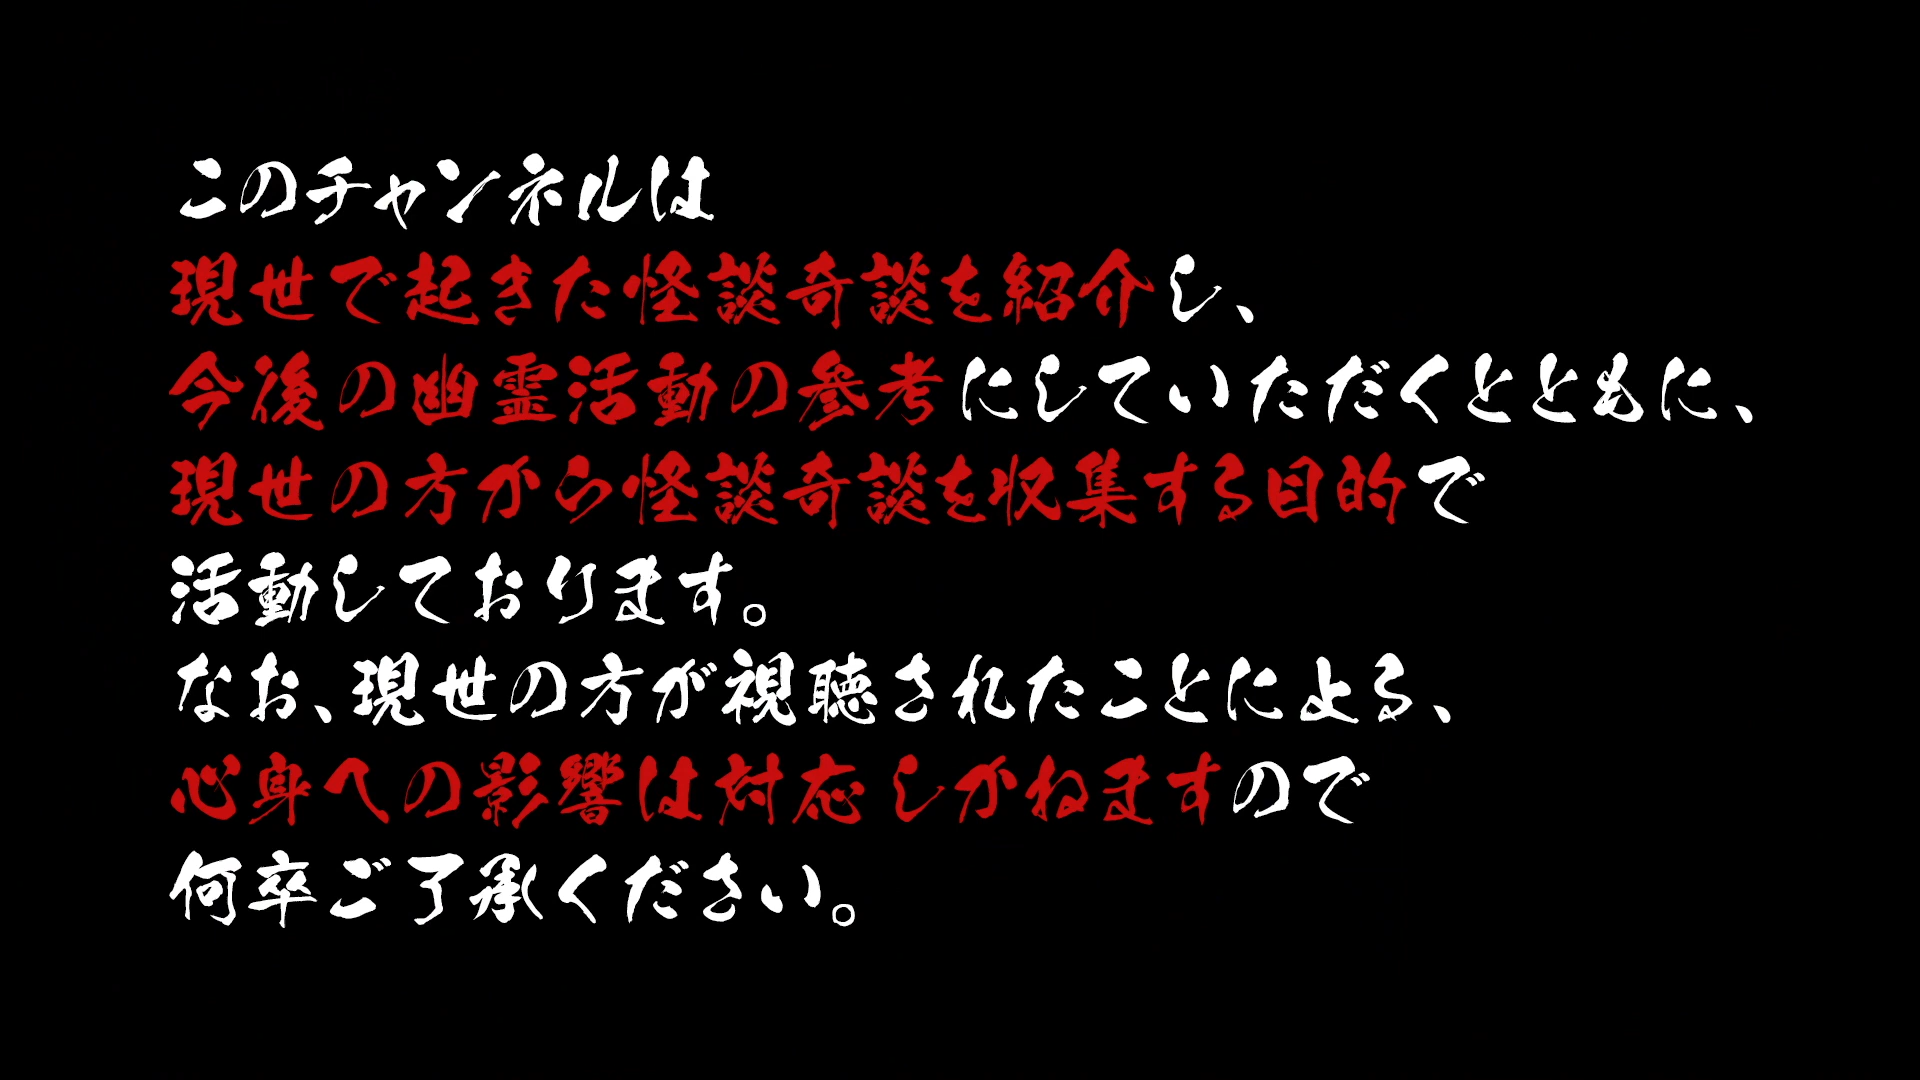 このチャンネルは
現世で起きた怪談奇談を紹介し、
今後の幽霊活動の参考にしていただくとともに、
現世の方から怪談奇談を収集する目的で
活動しております。
なお、現世の方が視聴されたことによる、
心身への影響は対応しかねますので
何卒ご了承ください。